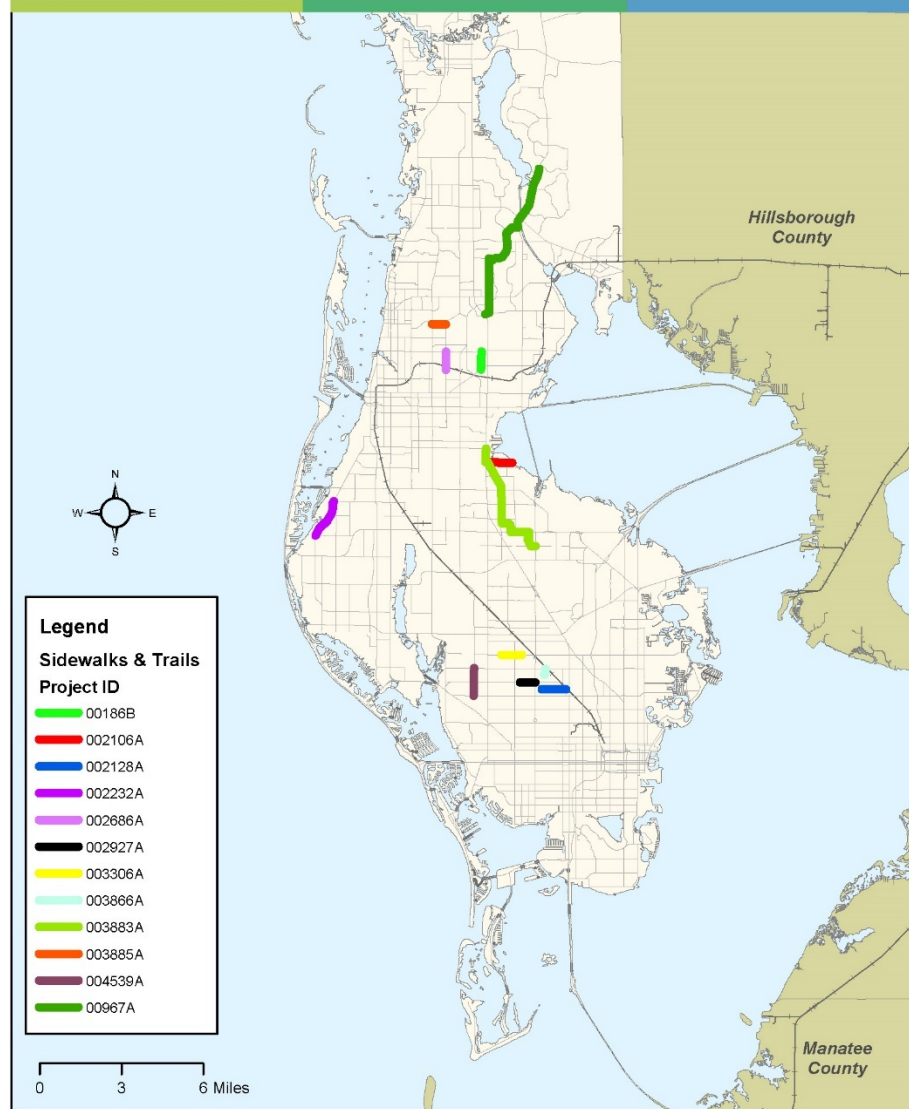 Hillsborough
County
N
W
E
S
Legend
Sidewalks & Trails
Project ID
00186B
002106A
002128A
002232A
002686A
002927A
003306A
003866A
003883A
003885A
004539A
00967A
0 3 6 Miles
Manatee
County